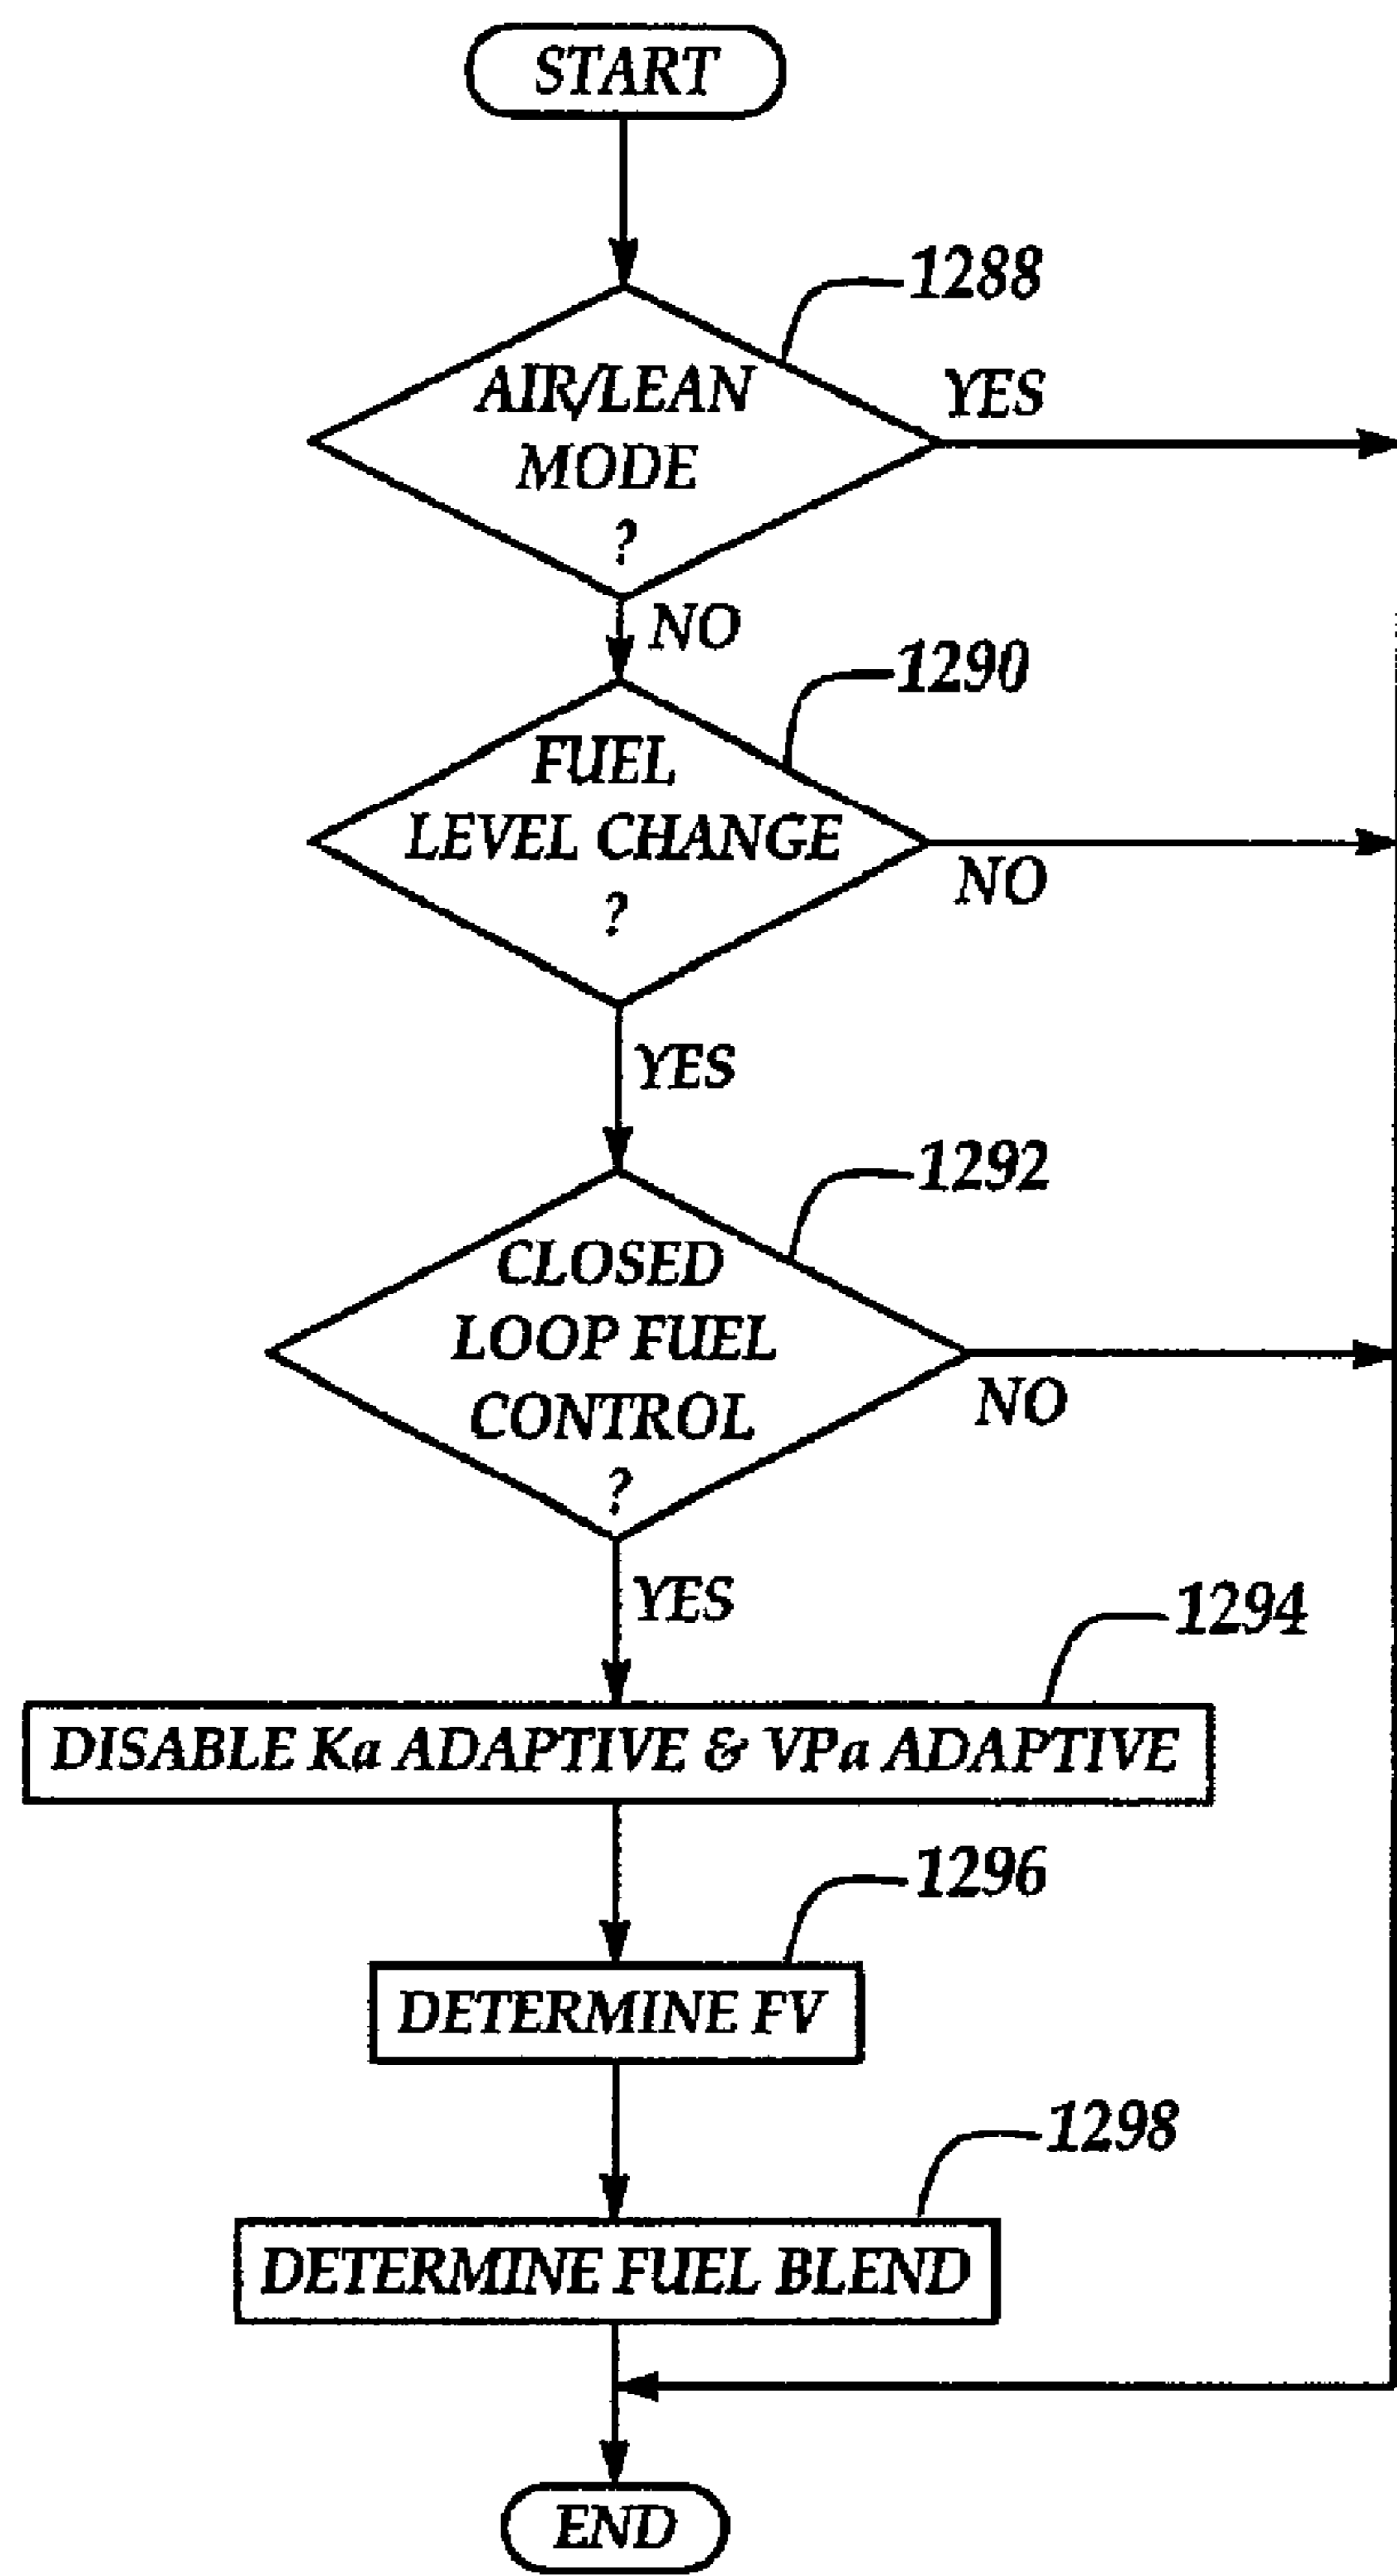 START
1288
AIR/LEAN
MODE
?
YES
NO
1290
FUEL
LEVEL CHANGE
?
NO
YES
1292
CLOSED
LOOP FUEL
CONTROL
?
NO
YES
1294
DISABLE Ka ADAPTIVE & VPa ADAPTIVE
1296
DETERMINE FV
1298
DETERMINE FUEL BLEND
END